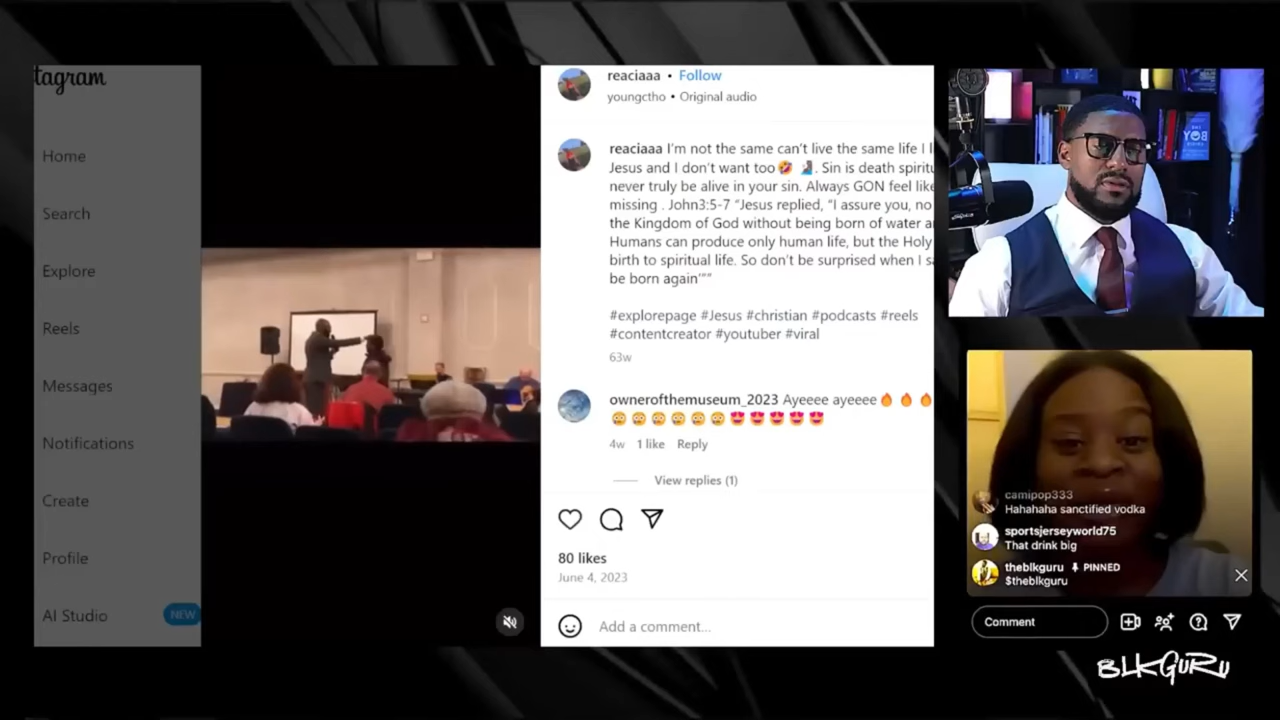 tagram
Home
Search
Explore
Reels
Messages
Notifications
Create
Profile
AI Studio NEW
reaciaaa • Follow
youngctho • Original audio
reaciaaa I'm not the same can't live the same life I l
Jesus and I don't want too🤣 . Sin is death spiritu
never truly be alive in your sin. Always GON feel like
missing . John3:5-7 “Jesus replied, “I assure you, no
the Kingdom of God without being born of water a
Humans can produce only human life, but the Holy
birth to spiritual life. So don't be surprised when I s
be born again’””
#explorepage #Jesus #christian #podcasts #reels
#contentcreator #youtuber #viral
63w
ownerofthemuseum_2023 Ayeeee ayeeee🔥🔥🔥
😳😳😳😳😳😳😍😍😍😍😍
4w 1 like Reply
View replies (1)
80 likes
June 4, 2023
Add a comment...
BOY
camipop333
Hahahaha sanctified vodka
sportsjerseyworld75
That drink big
theblkguru PINNED
$theblkguru
Comment
BLKGURU